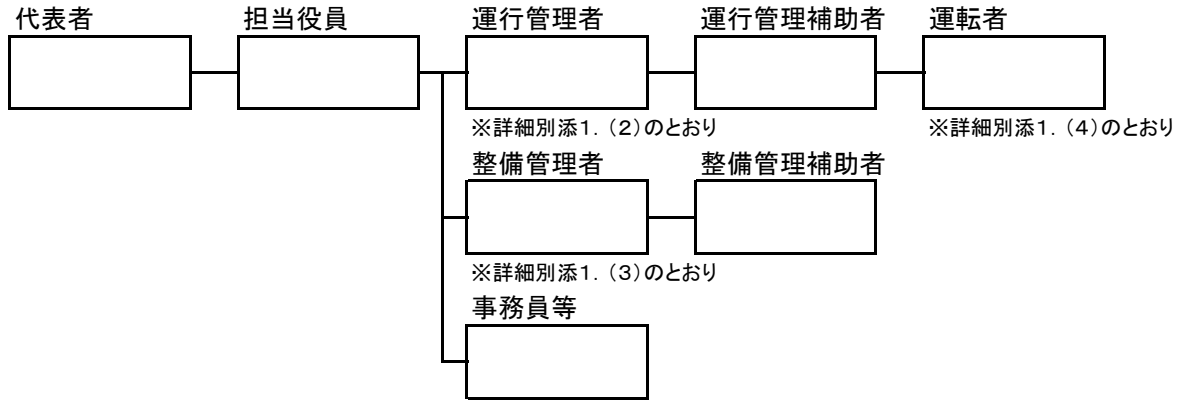 代表者
担当役員
運行管理者
運行管理補助者
運転者
※詳細別添1.(2)のとおり
※詳細別添1.(4)のとおり
整備管理者
整備管理補助者
※詳細別添1.(3)のとおり
事務員等